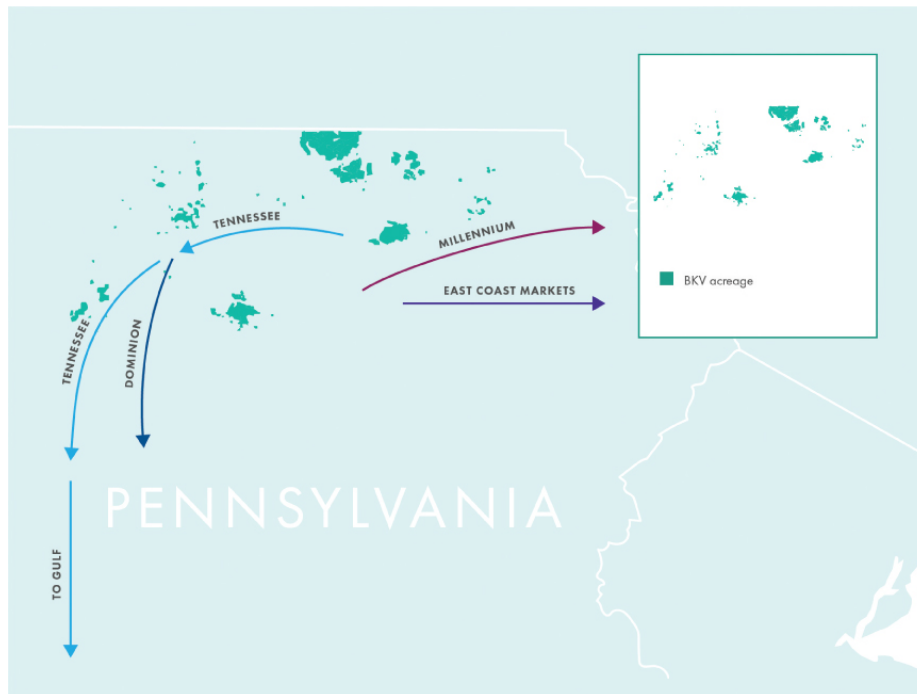 TENNESSEE
MILLENNIUM
EAST COAST MARKETS
BKV acreage
TENNESSEE
DOMINION
PENNSYLVANIA
TO GULF